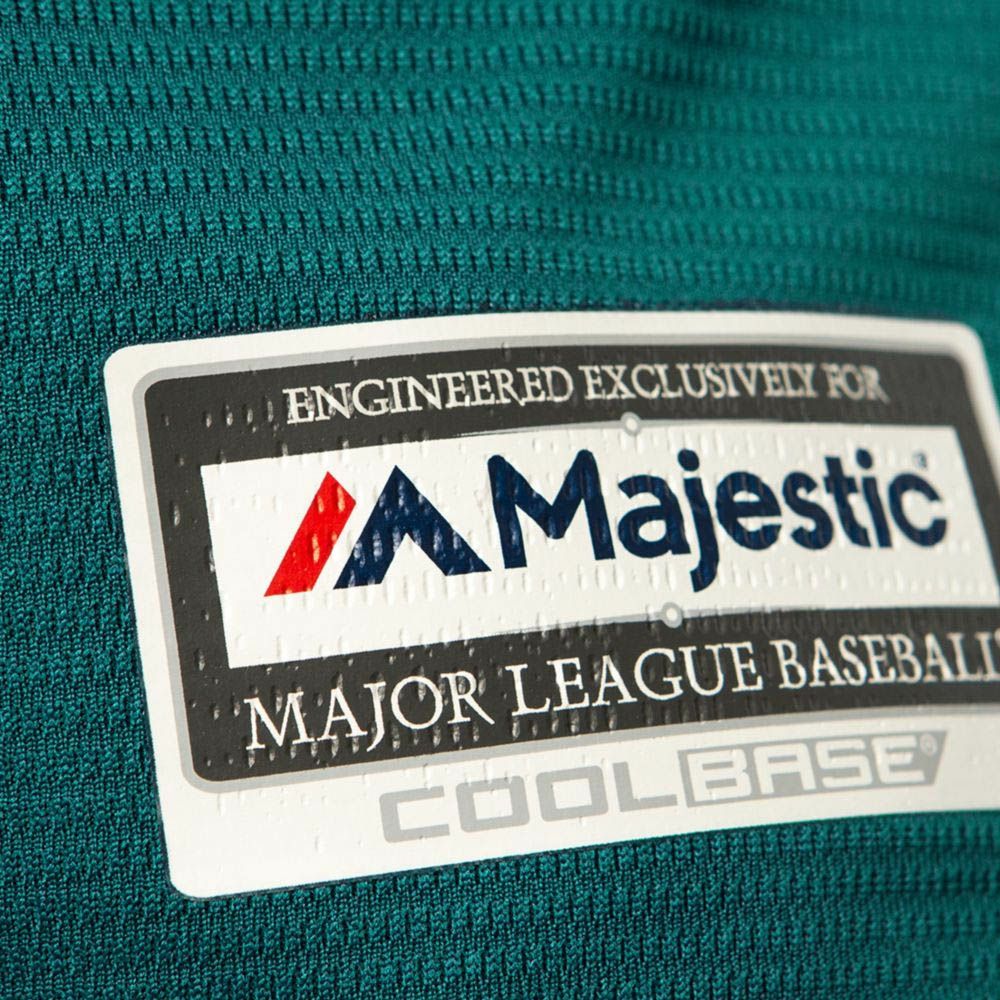 ENGINEERED EXCLUSIVELY FOR
Majestic
MAJOR LEAGUE BASEBALL
COOLBASE®